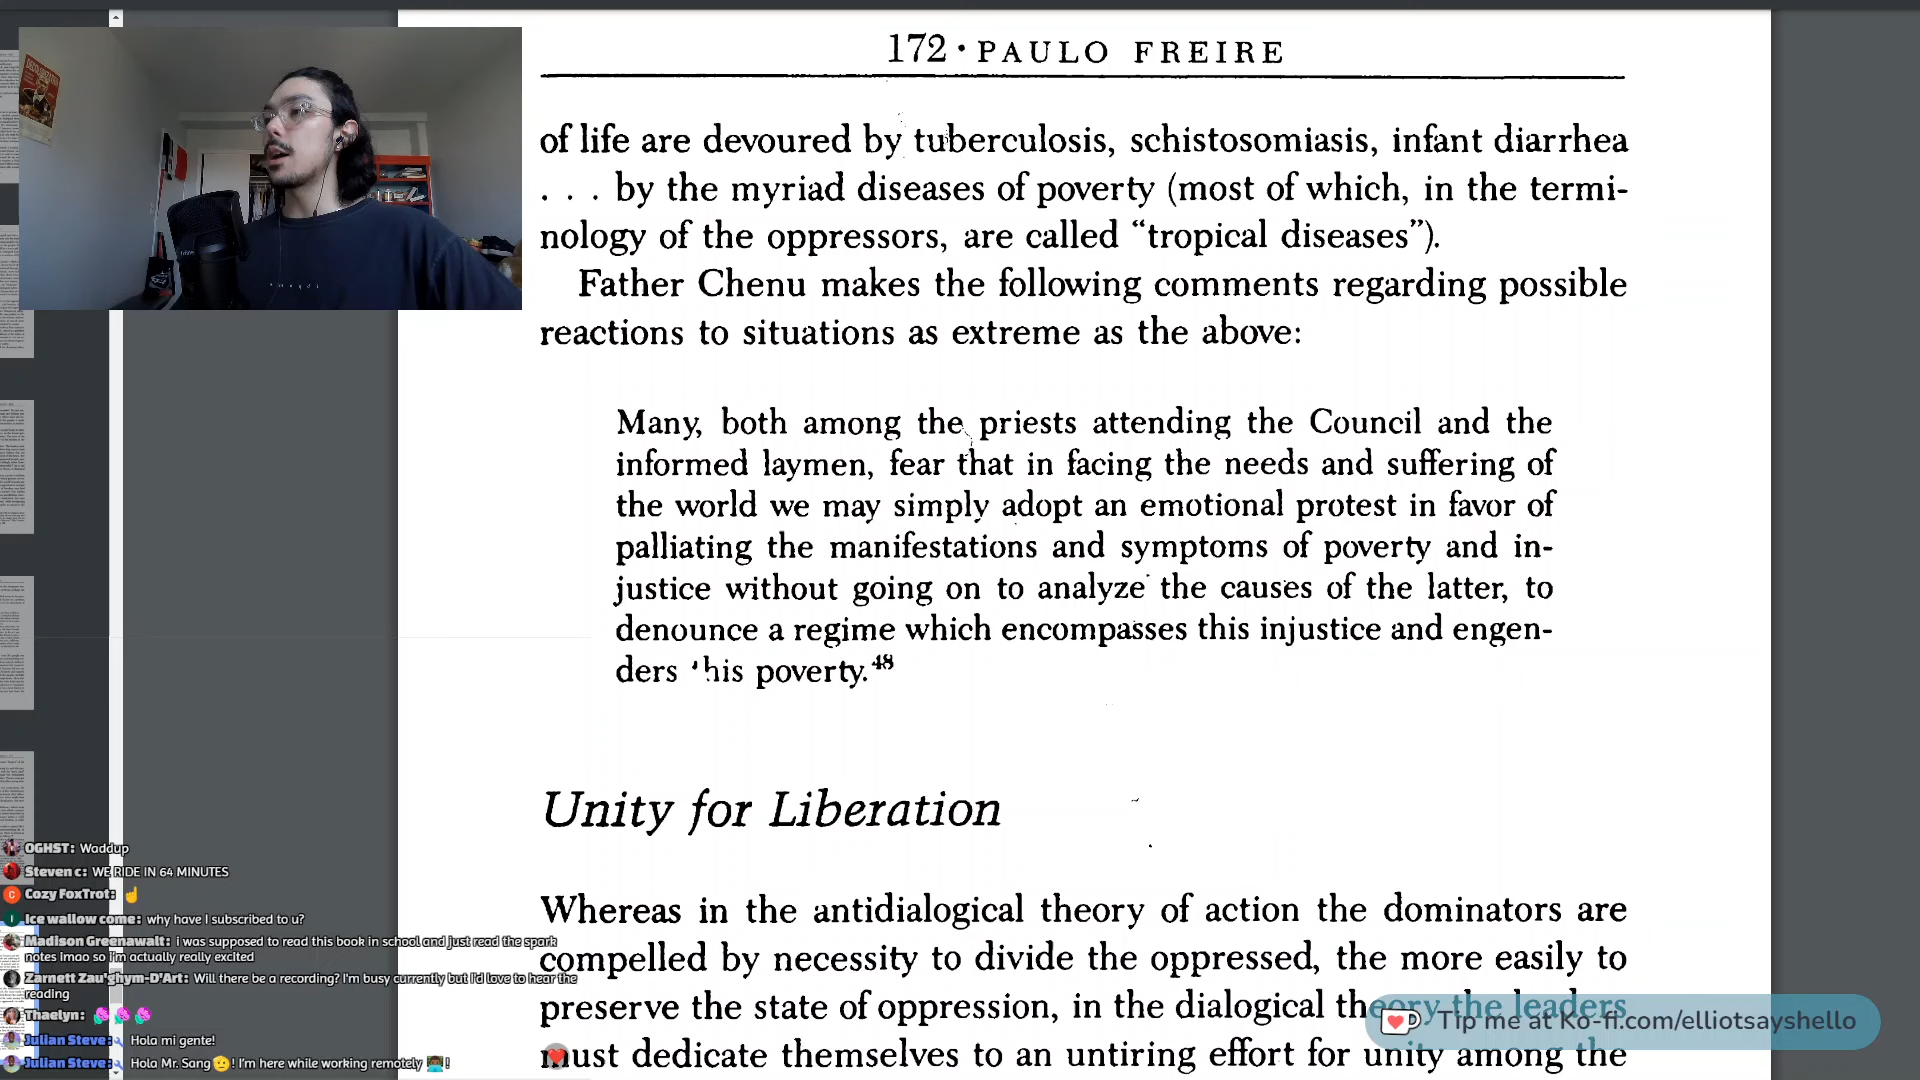 172 · PAULO FREIRE
of life are devoured by tuberculosis, schistosomiasis, infant diarrhea
. . . by the myriad diseases of poverty (most of which, in the termi-
nology of the oppressors, are called “tropical diseases”).
Father Chenu makes the following comments regarding possible
reactions to situations as extreme as the above:
Many, both among the priests attending the Council and the
informed laymen, fear that in facing the needs and suffering of
the world we may simply adopt an emotional protest in favor of
palliating the manifestations and symptoms of poverty and in-
justice without going on to analyze the causes of the latter, to
denounce a regime which encompasses this injustice and engen-
ders this poverty.48
Unity for Liberation
Whereas in the antidialogical theory of action the dominators are
compelled by necessity to divide the oppressed, the more easily to
preserve the state of oppression, in the dialogical theory the leaders
must dedicate themselves to an untiring effort for unity among the
OGHST: Waddup
Steven c: WE RIDE IN 64 MINUTES
Cozy FoxTrot: ☝️
Ice wallow come: why have I subscribed to u?
Madison Greenawalt: i was supposed to read this book in school and just read the spark
notes lmao so i'm actually really excited
Zarnett Zau'ghym-D'Art: Will there be a recording? I'm busy currently but I'd love to hear the
reading
Thaelyn:
Julian Steve: Hola mi gente!
Julian Steve: Hola Mr. Sang🫡! I'm here while working remotely 👨🏾‍💻!
Tip me at Ko-fi.com/elliotsayshello